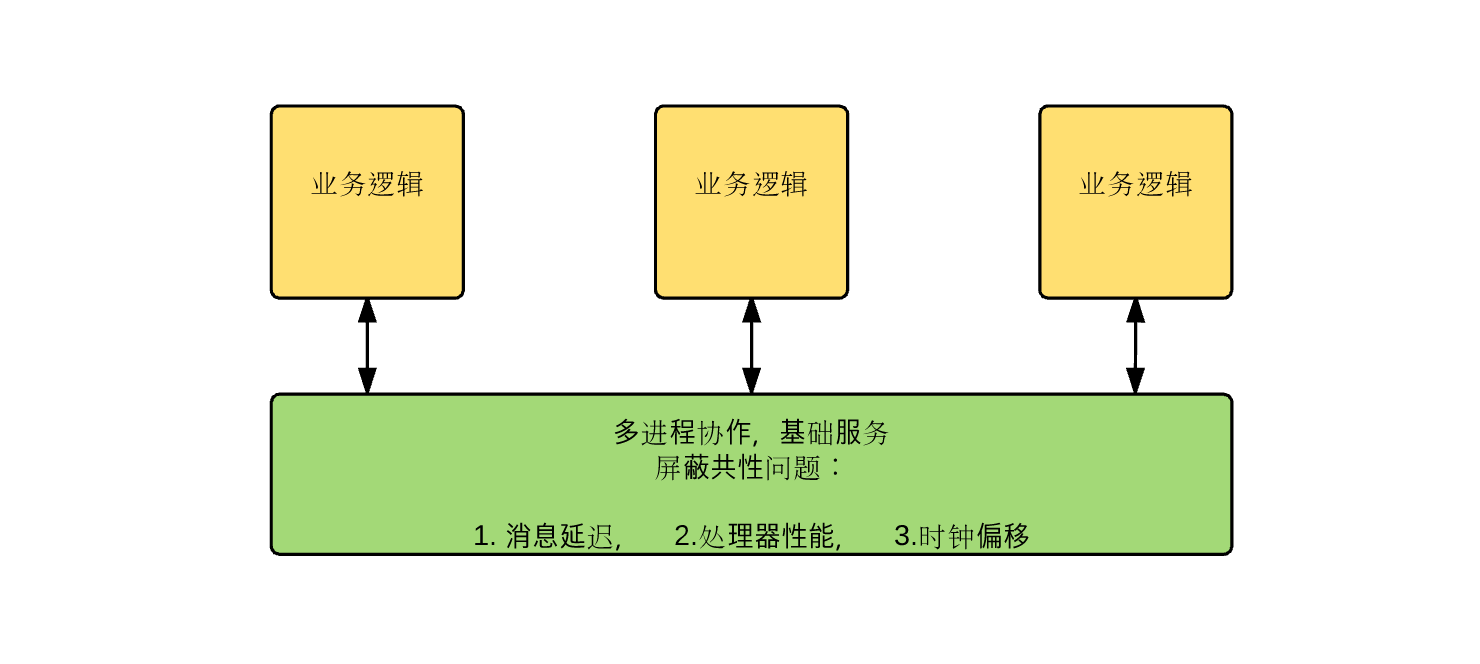 业务逻辑
业务逻辑
业务逻辑
多进程协作，基础服务
屏蔽共性问题：
1. 消息延迟， 2.处理器性能， 3.时钟偏移